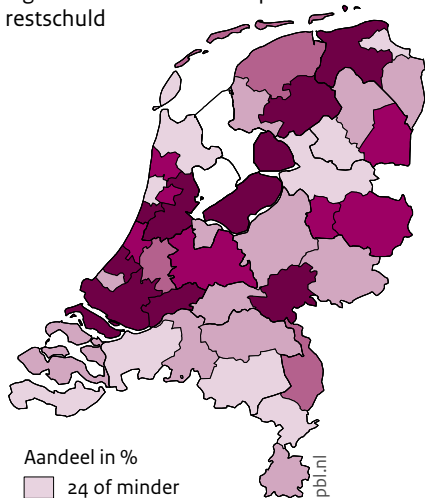 restschuld
Aandeel in %
24 of minder
pbl.nl